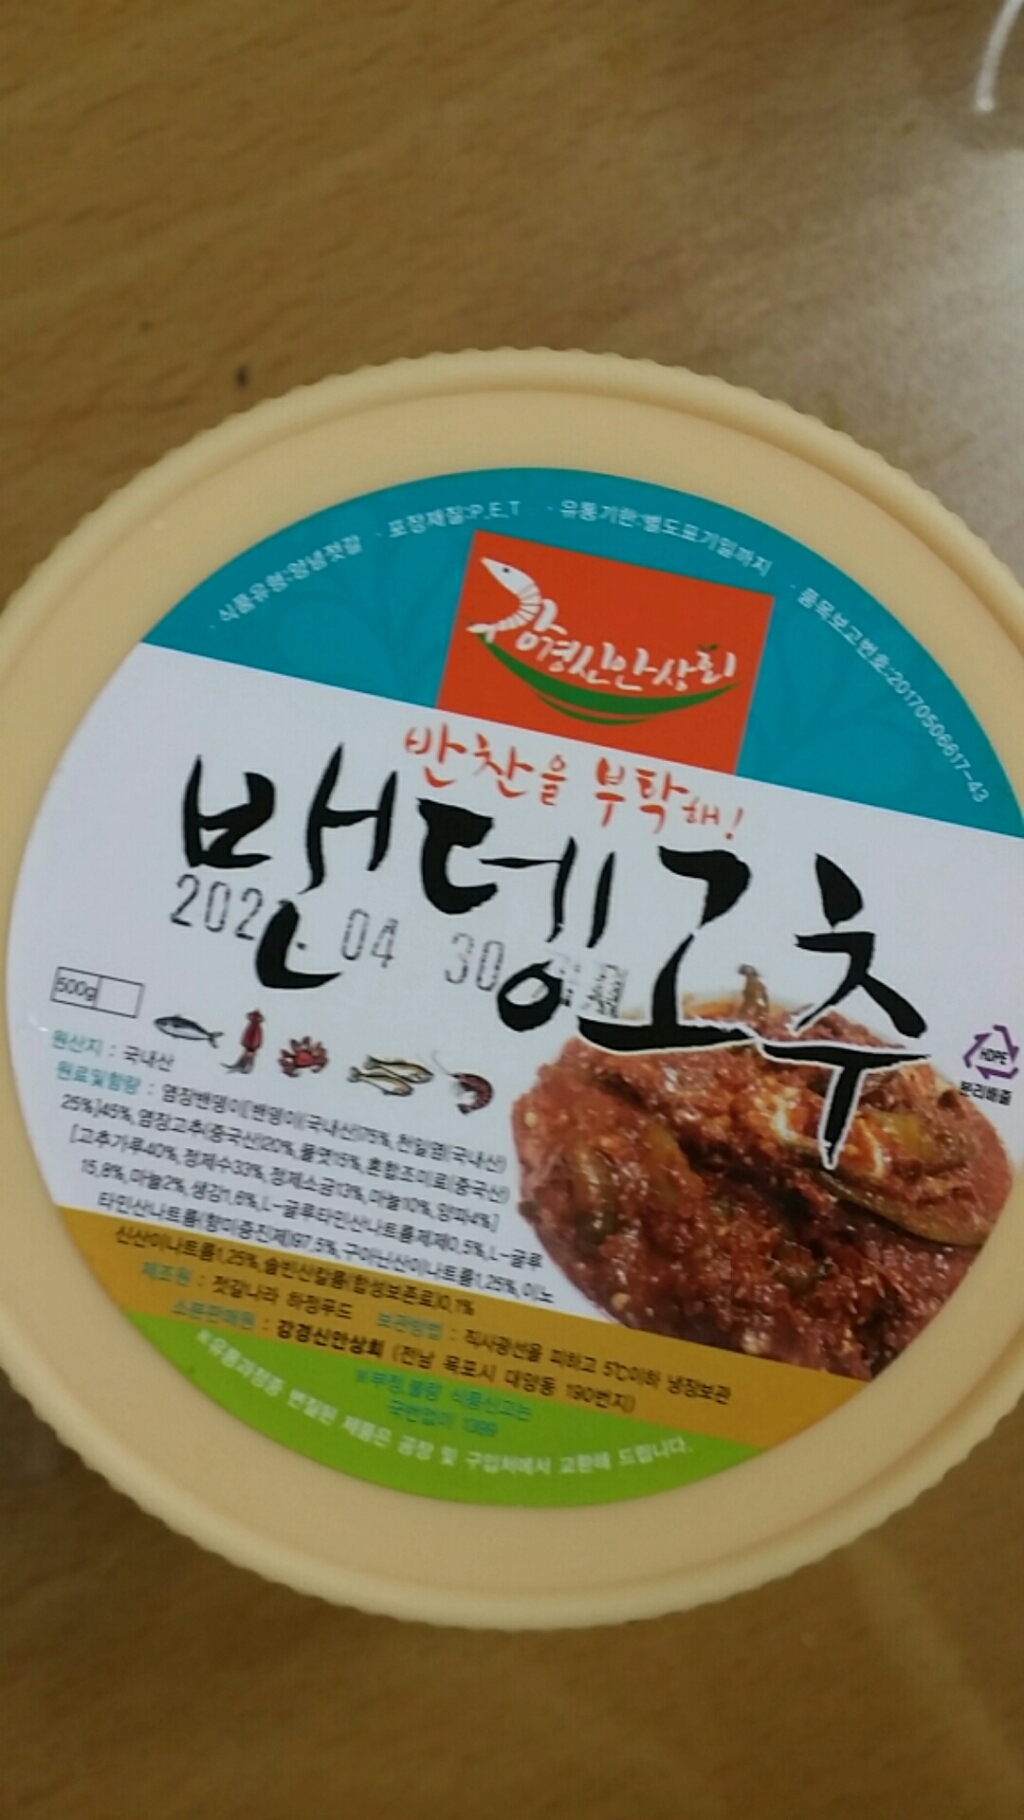 ·식품유형:양념젓갈 ·포장재질:P.E.T ·유통기한:별도표기일까지 ·품목보고번호:20170506617-43
강경신안상회
반찬을 부탁해!
밴뎅고추
04 30
500g
원산지 : 국내산
원료및함량 : 염장밴뎅이[밴뎅이(국내산)75%, 천일염(국내산)
25%]45%, 염장고추(중국산)20%, 물엿15%, 혼합조미료(중국산)
[고추가루40%, 정제수33%, 정제소금13%, 마늘10%, 양파4%]
15,8%, 마늘2%, 생강1,6%, L-글루타민산나트륨제제0,5%, L-글루
타민산나트륨(향미증진제)97,5%, 구아닌산이나트륨1,25%, 이노
신산이나트륨1,25%, 솔빈산칼륨(합성보존료)0,1%
제조원 : 젓갈나라 하정푸드 보관방법 : 직사광선을 피하고 5℃이하 냉장보관
소분판매원 : 강경신안상회 (전남 목포시 대양동 190번지)
※부정,불량 식품신고는
국번없이 1399
※유통과정중 변질된 제품은 공장 및 구입처에서 교환해 드립니다.
HDPE
분리배출